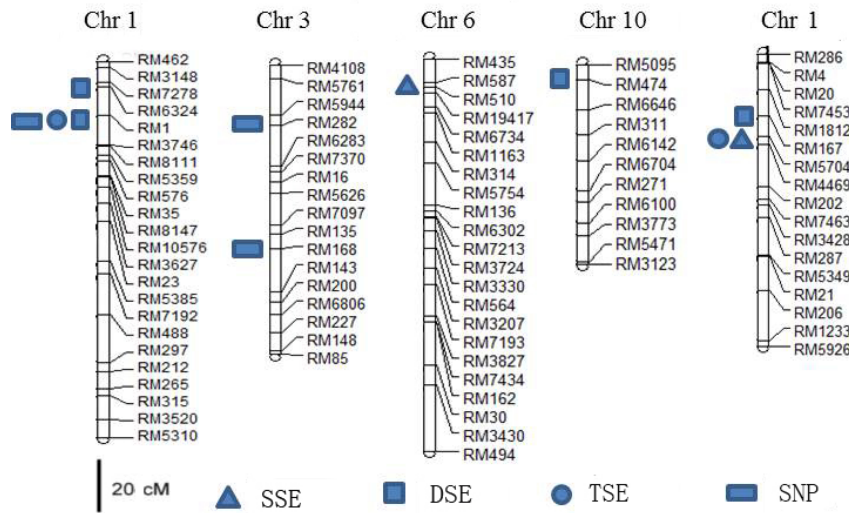 Chr 1 Chr 3 Chr 6 Chr 10 Chr 1
RM462
RM3148
RM7278
RM6324
RM1
RM3746
RM8111
RM5359
RM576
RM35
RM8147
RM10576
RM3627
RM23
RM5385
RM7192
RM488
RM297
RM212
RM265
RM315
RM3520
RM5310
RM4108
RM5761
RM5944
RM282
RM6283
RM7370
RM16
RM5626
RM7097
RM135
RM168
RM143
RM200
RM6806
RM227
RM148
RM85
RM435
RM587
RM510
RM19417
RM6734
RM1163
RM314
RM5754
RM136
RM6302
RM7213
RM3724
RM3330
RM564
RM3207
RM7193
RM3827
RM7434
RM162
RM30
RM3430
RM494
RM5095
RM474
RM6646
RM311
RM6142
RM6704
RM271
RM6100
RM3773
RM5471
RM3123
RM286
RM4
RM20
RM7453
RM1812
RM167
RM5704
RM4469
RM202
RM7463
RM3428
RM287
RM5349
RM21
RM206
RM1233
RM5926
20 cM SSE DSE TSE SNP